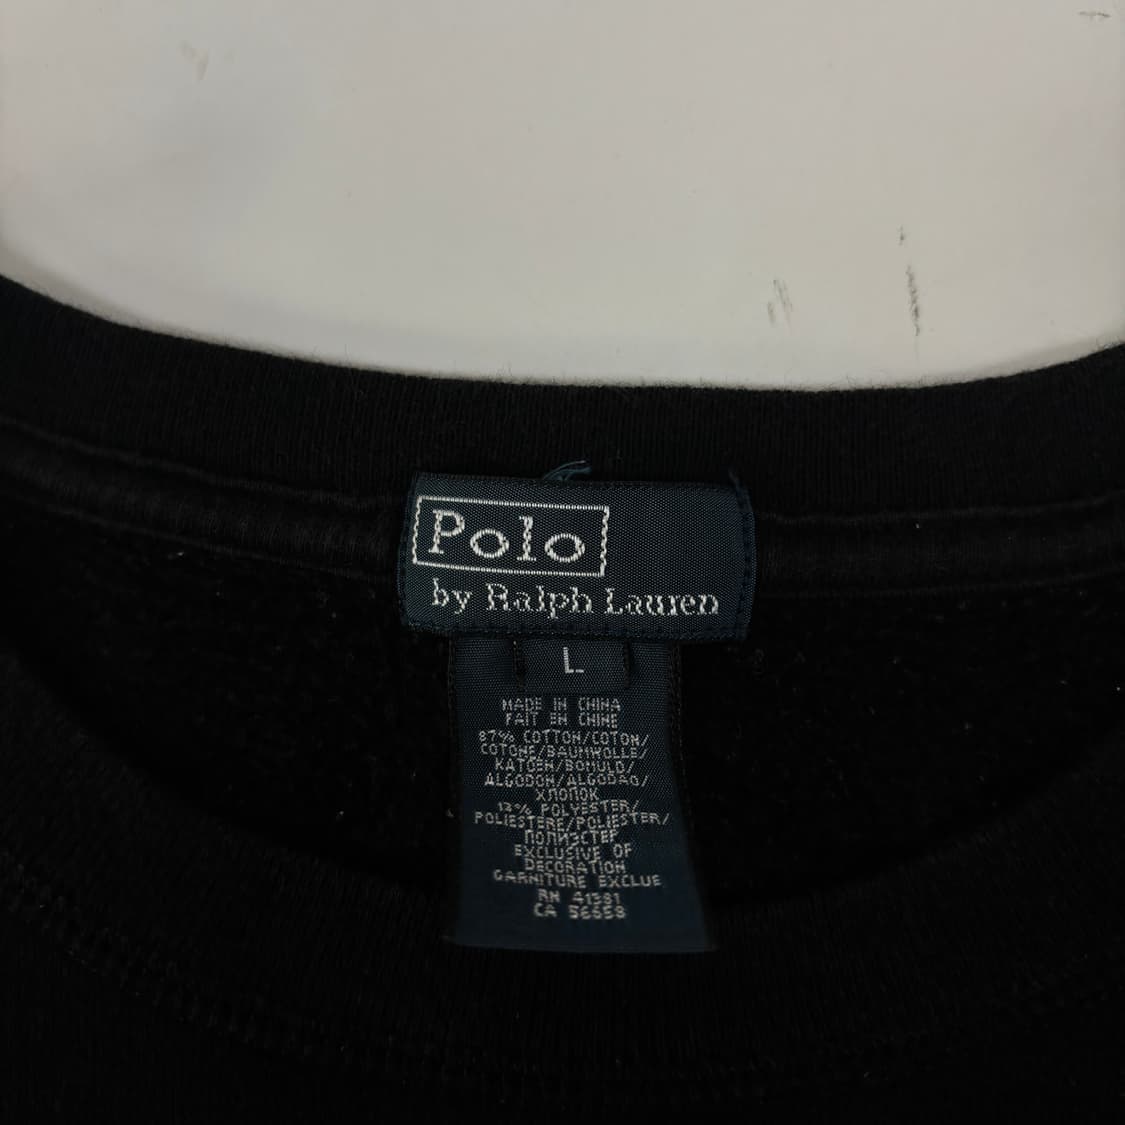 Polo
by Ralph Lauren
L
MADE IN CHINA
FAIT EN CHINE
87% COTTON/COTON/
COTONE/BAUMWOLLE/
KATOEN/BOMULD/
ALGODON/ALGODAO/
ХЛОПОК
13% POLYESTER/
POLIESTERE/POLIESTER/
ПОЛИЭСТЕР
EXCLUSIVE OF
DECORATION
GARNITURE EXCLUE
RN 41381
CA 56658